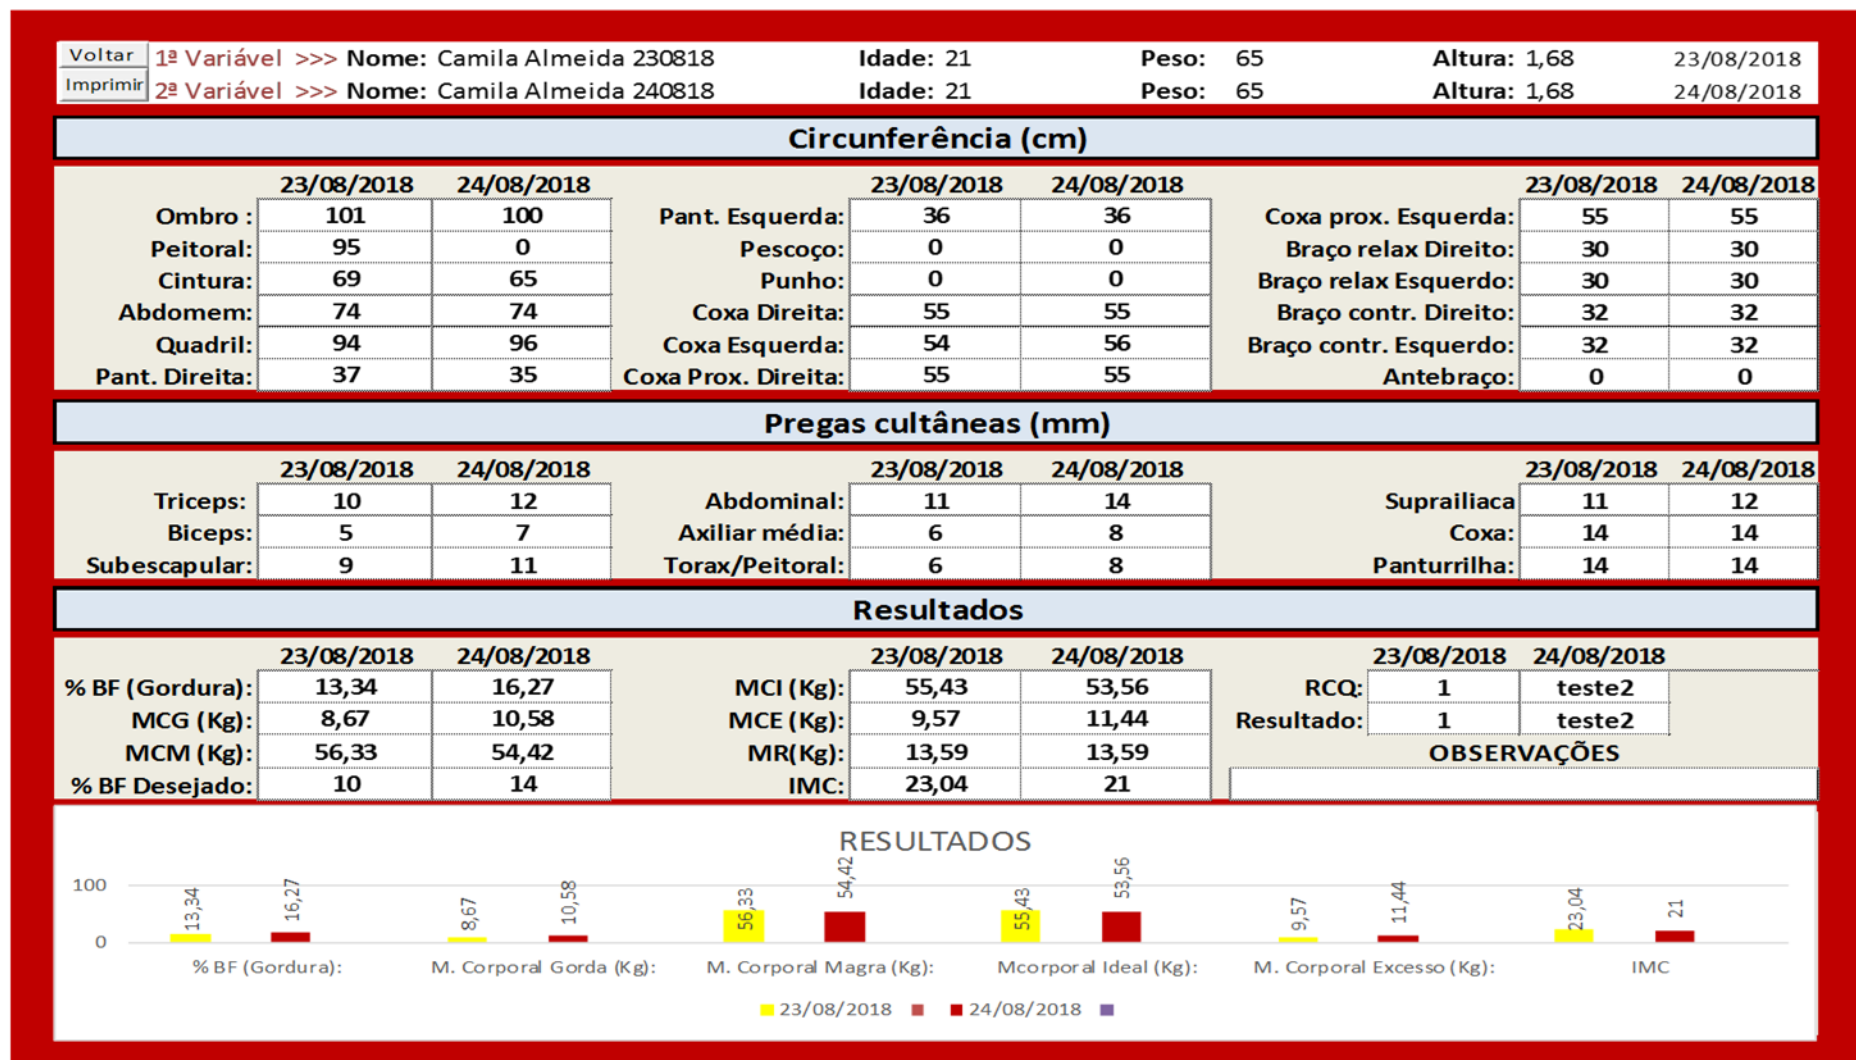 Voltar 1ª Variável >>> Nome: Camila Almeida 230818 Idade: 21 Peso: 65 Altura: 1,68 23/08/2018
Imprimir 2ª Variável >>> Nome: Camila Almeida 240818 Idade: 21 Peso: 65 Altura: 1,68 24/08/2018
Circunferência (cm)
23/08/2018 24/08/2018 23/08/2018 24/08/2018 23/08/2018 24/08/2018
Ombro : 101 100 Pant. Esquerda: 36 36 Coxa prox. Esquerda: 55 55
Peitoral: 95 0 Pescoço: 0 0 Braço relax Direito: 30 30
Cintura: 69 65 Punho: 0 0 Braço relax Esquerdo: 30 30
Abdomem: 74 74 Coxa Direita: 55 55 Braço contr. Direito: 32 32
Quadril: 94 96 Coxa Esquerda: 54 56 Braço contr. Esquerdo: 32 32
Pant. Direita: 37 35 Coxa Prox. Direita: 55 55 Antebraço: 0 0
Pregas cultâneas (mm)
23/08/2018 24/08/2018 23/08/2018 24/08/2018 23/08/2018 24/08/2018
Triceps: 10 12 Abdominal: 11 14 Suprailiaca 11 12
Biceps: 5 7 Axiliar média: 6 8 Coxa: 14 14
Subescapular: 9 11 Torax/Peitoral: 6 8 Panturrilha: 14 14
Resultados
23/08/2018 24/08/2018 23/08/2018 24/08/2018 23/08/2018 24/08/2018
% BF (Gordura): 13,34 16,27 MCI (Kg): 55,43 53,56 RCQ: 1 teste2
MCG (Kg): 8,67 10,58 MCE (Kg): 9,57 11,44 Resultado: 1 teste2
MCM (Kg): 56,33 54,42 MR(Kg): 13,59 13,59 OBSERVAÇÕES
% BF Desejado: 10 14 IMC: 23,04 21
RESULTADOS
100
13,34 16,27 8,67 10,58 56,33 54,42 55,43 53,56 9,57 11,44 23,04 21
0
% BF (Gordura): M. Corporal Gorda (Kg): M. Corporal Magra (Kg): Mcorporal Ideal (Kg): M. Corporal Excesso (Kg): IMC
23/08/2018 24/08/2018